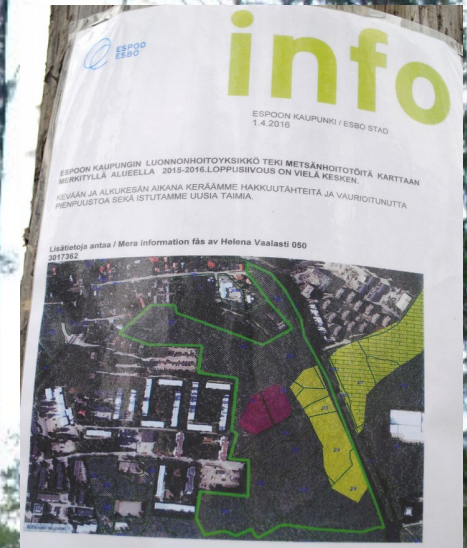 info
ESPOO
ESBO
ESPOON KAUPUNKI / ESBO STAD
1.4.2016
ESPOON KAUPUNGIN LUONNONHOITOYKSIKKÖ TEKI METSÄNHOITOTÖITÄ KARTTAAN
MERKITYLLÄ ALUEELLA 2015-2016.LOPPUSIIVOUS ON VIELÄ KESKEN.
KEVÄÄN JA ALKUKESÄN AIKANA KERÄÄMME HAKKUUTÄHTEITÄ JA VAURIOITUNUTTA
PIENPUUSTOA SEKÄ ISTUTAMME UUSIA TAIMIA.
Lisätietoja antaa / Mera information fås av Helena Vaalasti 050
3017362